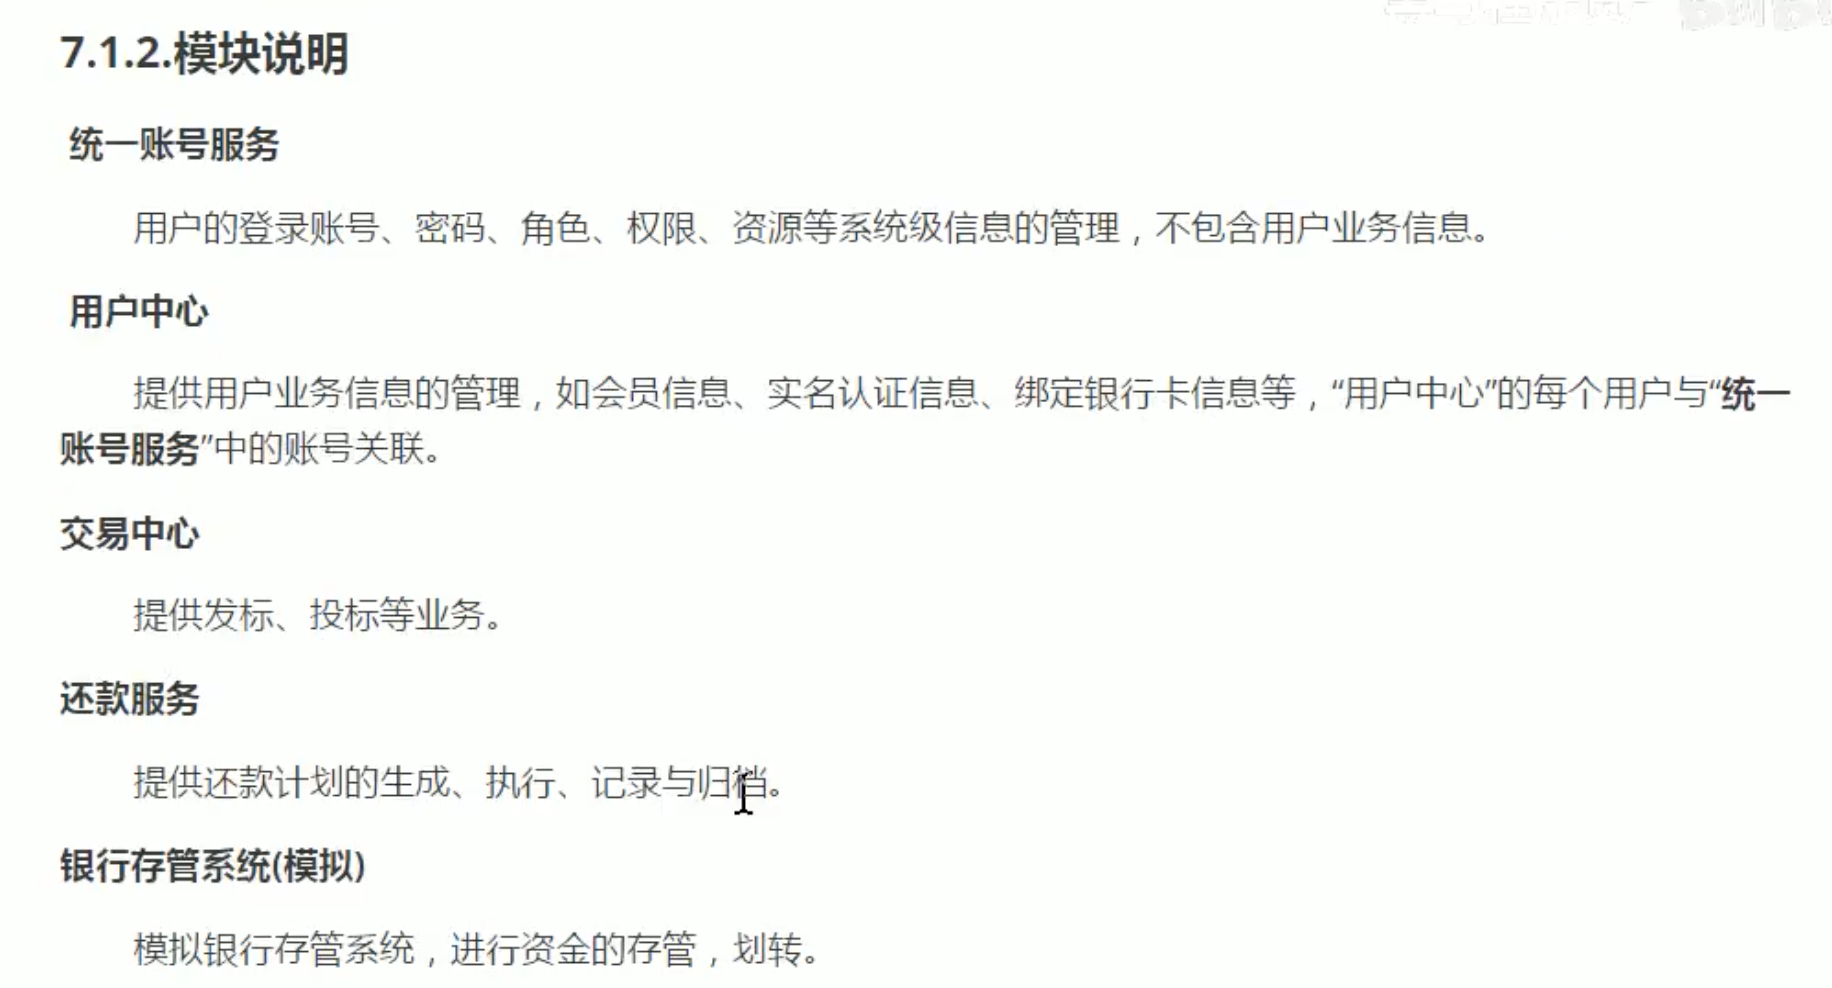 7.1.2.模块说明
统一账号服务
用户的登录账号、密码、角色、权限、资源等系统级信息的管理，不包含用户业务信息。
用户中心
提供用户业务信息的管理，如会员信息、实名认证信息、绑定银行卡信息等，“用户中心”的每个用户与“统一
账号服务”中的账号关联。
交易中心
提供发标、投标等业务。
还款服务
提供还款计划的生成、执行、记录与归档。
银行存管系统(模拟)
模拟银行存管系统，进行资金的存管，划转。